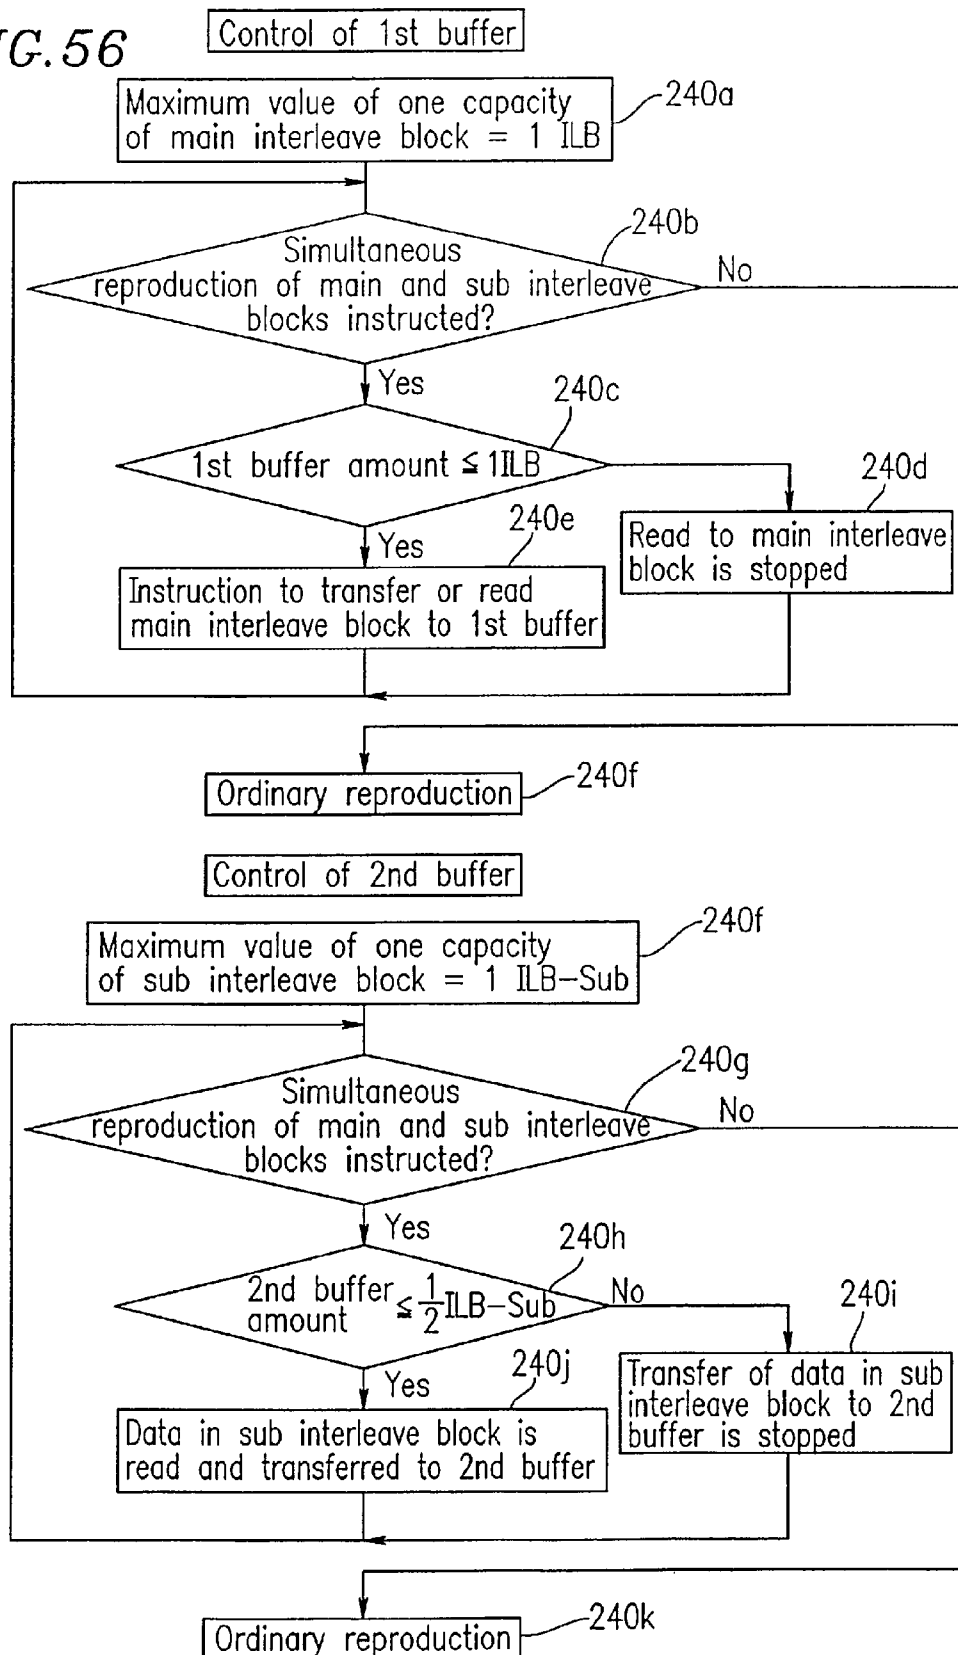 IG.56
Control of 1st buffer
Maximum value of one capacity
of main interleave block = 1 ILB
240a
Simultaneous
reproduction of main and sub interleave
blocks instructed?
240b
No
Yes
240c
1st buffer amount ≦ 1ILB
240d
Read to main interleave
block is stopped
Yes
240e
Instruction to transfer or read
main interleave block to 1st buffer
Ordinary reproduction
240f
Control of 2nd buffer
Maximum value of one capacity
of sub interleave block = 1 ILB-Sub
240f
Simultaneous
reproduction of main and sub interleave
blocks instructed?
240g
No
Yes
240h
2nd buffer
amount ≦ 1/2 ILB-Sub
No
240i
Transfer of data in sub
interleave block to 2nd
buffer is stopped
Yes
240j
Data in sub interleave block is
read and transferred to 2nd buffer
Ordinary reproduction
240k